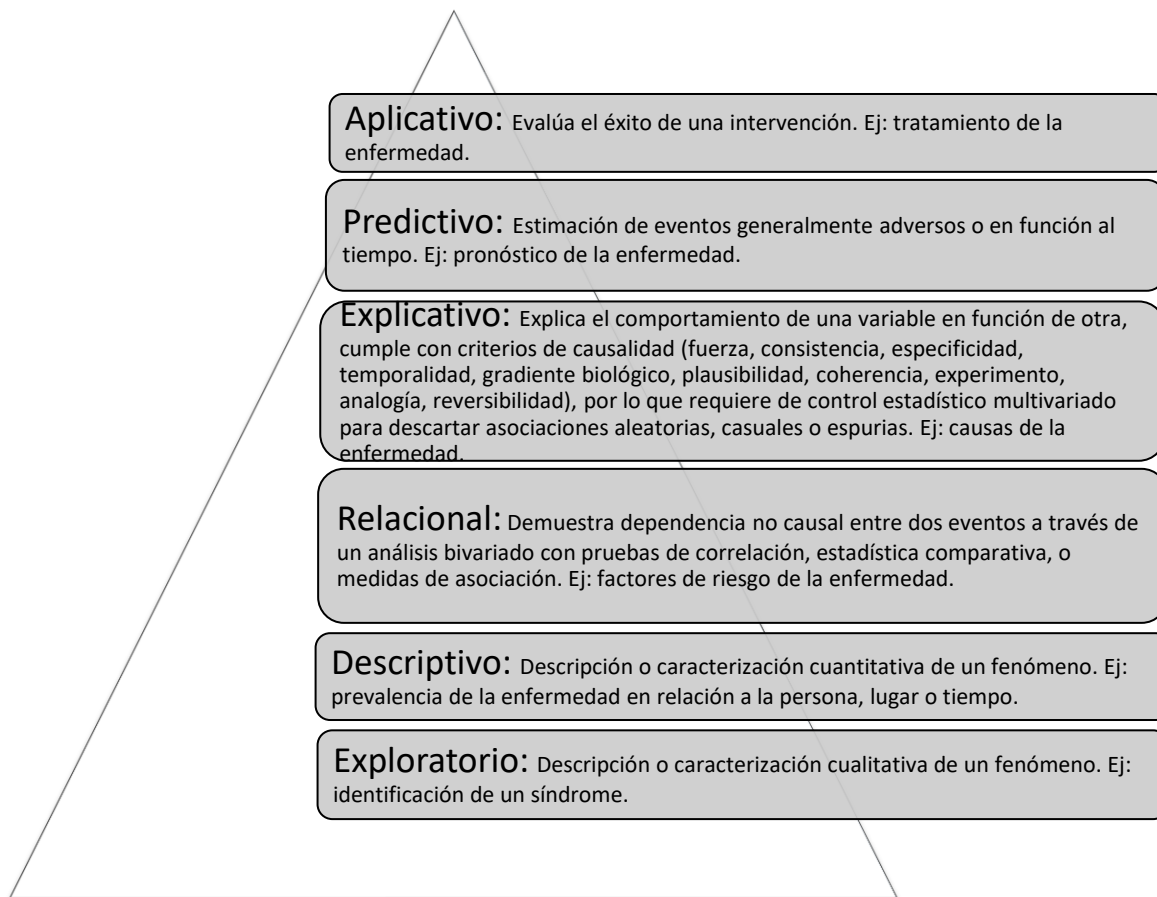 Aplicativo: Evalúa el éxito de una intervención. Ej: tratamiento de la
enfermedad.
Predictivo: Estimación de eventos generalmente adversos o en función al
tiempo. Ej: pronóstico de la enfermedad.
Explicativo: Explica el comportamiento de una variable en función de otra,
cumple con criterios de causalidad (fuerza, consistencia, especificidad,
temporalidad, gradiente biológico, plausibilidad, coherencia, experimento,
analogía, reversibilidad), por lo que requiere de control estadístico multivariado
para descartar asociaciones aleatorias, casuales o espurias. Ej: causas de la
enfermedad.
Relacional: Demuestra dependencia no causal entre dos eventos a través de
un análisis bivariado con pruebas de correlación, estadística comparativa, o
medidas de asociación. Ej: factores de riesgo de la enfermedad.
Descriptivo: Descripción o caracterización cuantitativa de un fenómeno. Ej:
prevalencia de la enfermedad en relación a la persona, lugar o tiempo.
Exploratorio: Descripción o caracterización cualitativa de un fenómeno. Ej:
identificación de un síndrome.